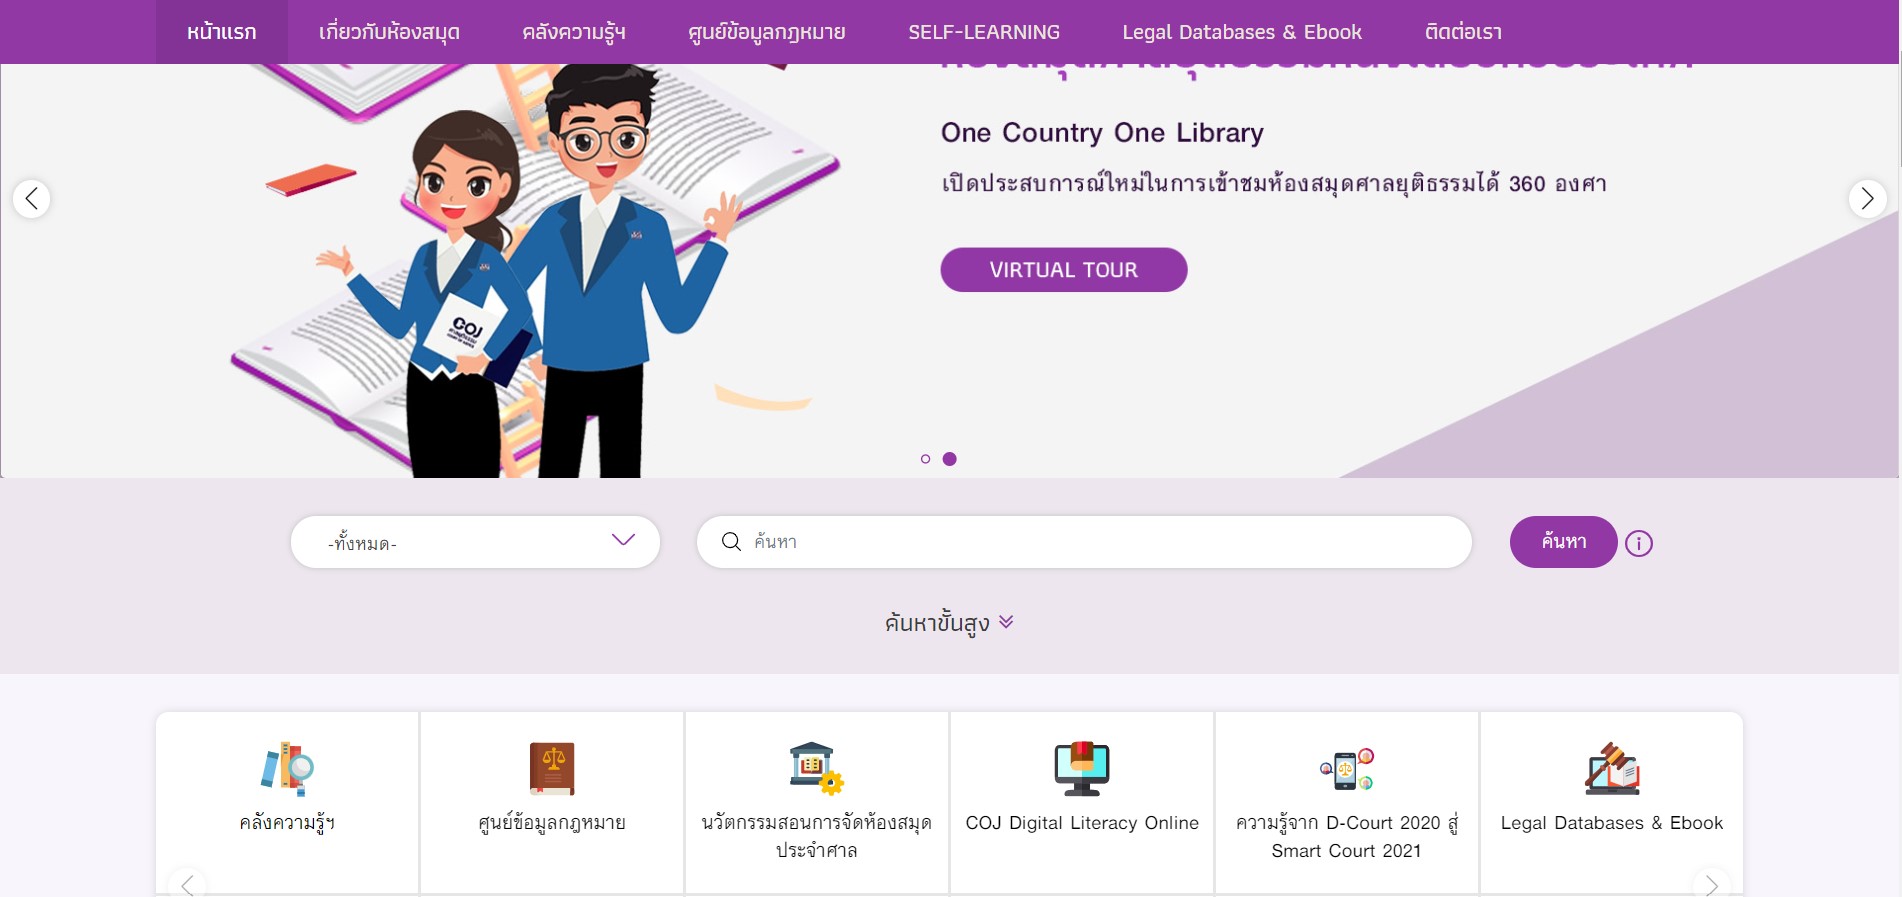 หน้าแรก เกี่ยวกับห้องสมุด คลังความรู้ฯ ศูนย์ข้อมูลกฎหมาย SELF-LEARNING Legal Databases & Ebook ติดต่อเรา
One Country One Library
เปิดประสบการณ์ใหม่ในการเข้าชมห้องสมุดศาลยุติธรรมได้ 360 องศา
VIRTUAL TOUR
COJ
-ทั้งหมด- ค้นหา ค้นหา
ค้นหาขั้นสูง
คลังความรู้ฯ
ศูนย์ข้อมูลกฎหมาย
นวัตกรรมสอนการจัดห้องสมุด
ประจำศาล
COJ Digital Literacy Online
ความรู้จาก D-Court 2020 สู่
Smart Court 2021
Legal Databases & Ebook